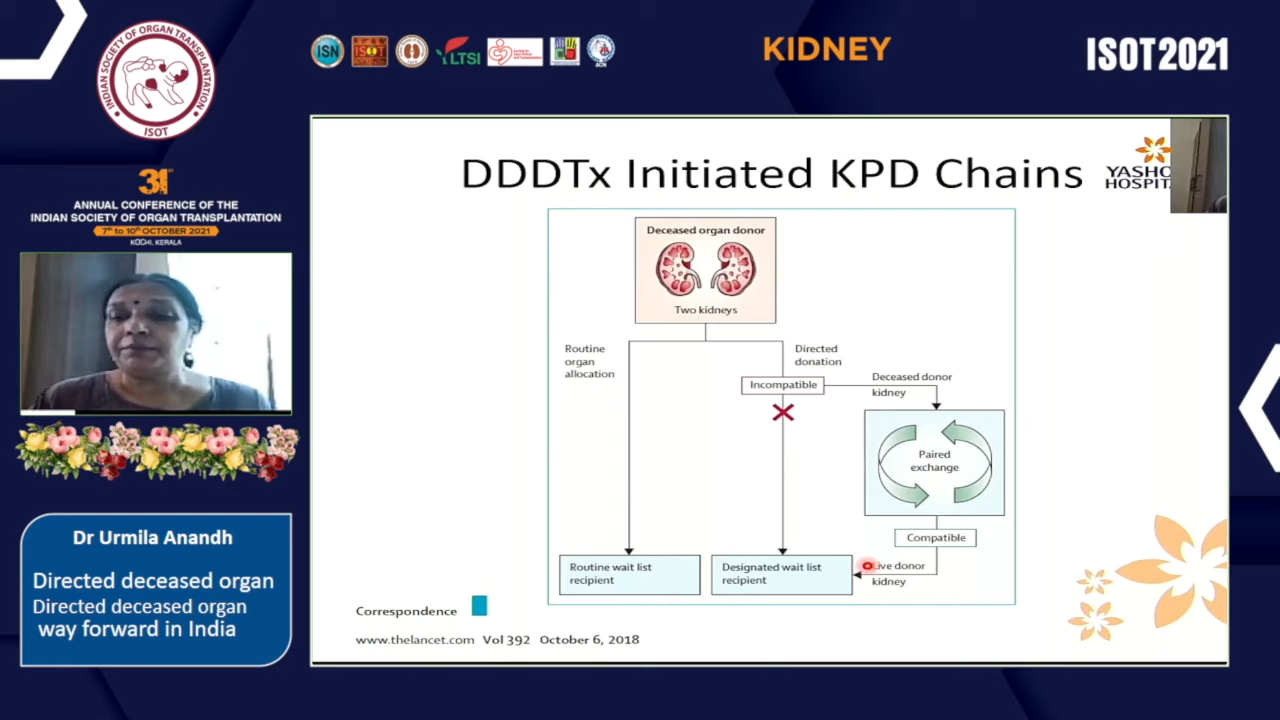 INDIAN SOCIETY OF ORGAN TRANSPLANTATION
ISOT
ISN
ISOT
LTSI
KIDNEY
ISOT2021
31st
ANNUAL CONFERENCE OF THE
INDIAN SOCIETY OF ORGAN TRANSPLANTATION
7th to 10th OCTOBER 2021
KOCHI, KERALA
DDDTx Initiated KPD Chains
YASHO
HOSPIT
Deceased organ donor
Two kidneys
Routine
organ
allocation
Directed
donation
Incompatible
Deceased donor
kidney
Paired
exchange
Compatible
Live donor
kidney
Routine wait list
recipient
Designated wait list
recipient
Correspondence
www.thelancet.com Vol 392 October 6, 2018
Dr Urmila Anandh
Directed deceased organ
Directed deceased organ
way forward in India